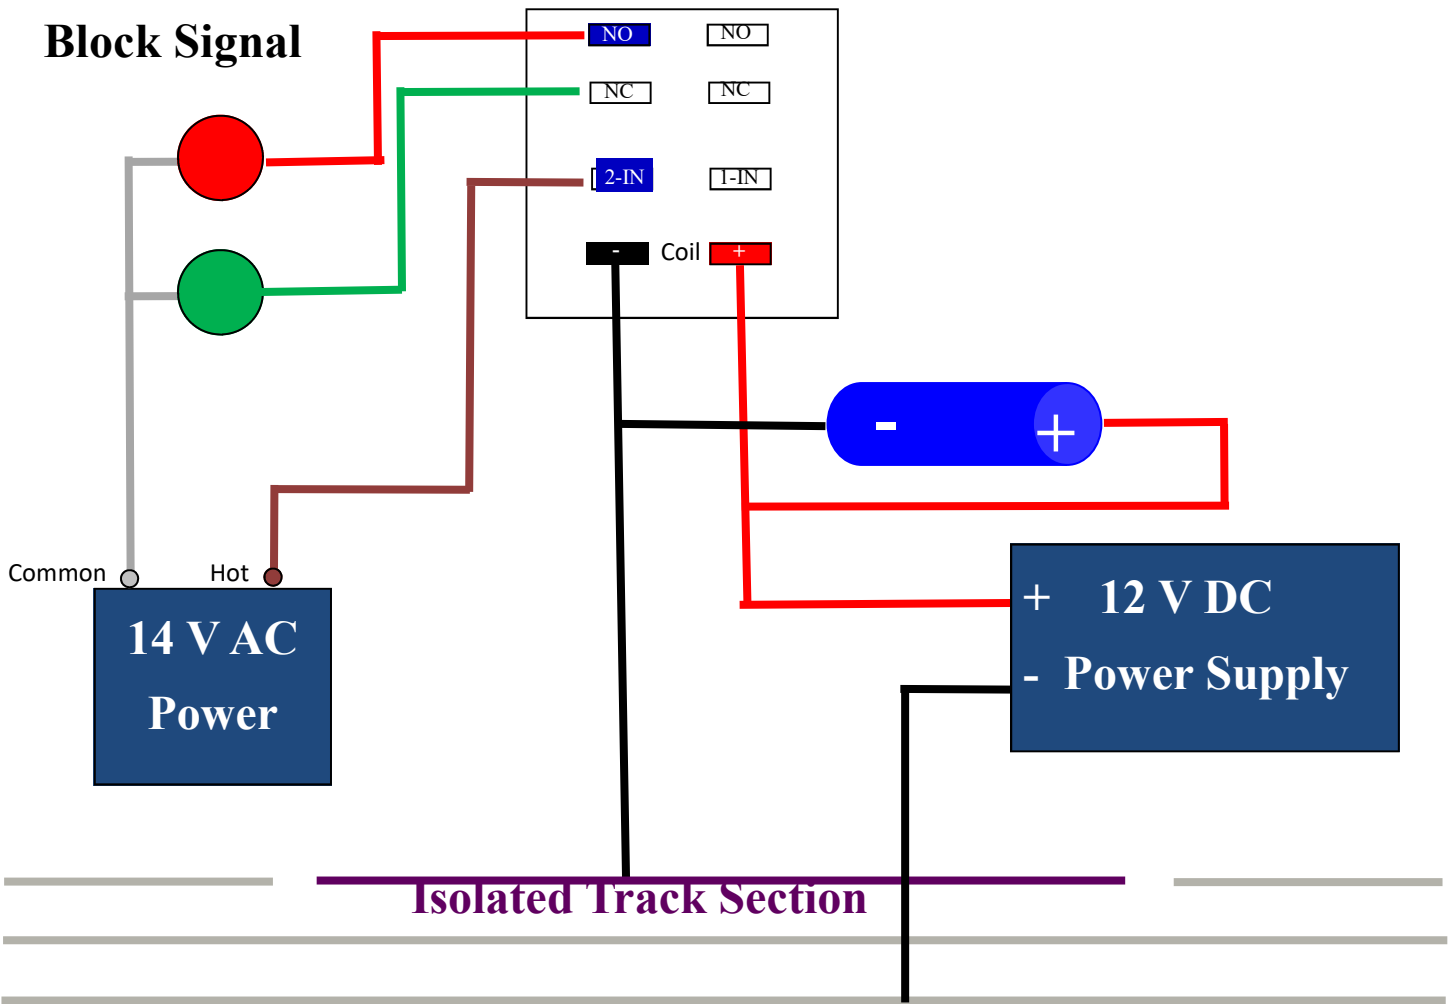 Block Signal
NO NO
NC NC
2-IN 1-IN
- Coil +
- +
Common Hot
14 V AC
Power
+ 12 V DC
- Power Supply
Isolated Track Section